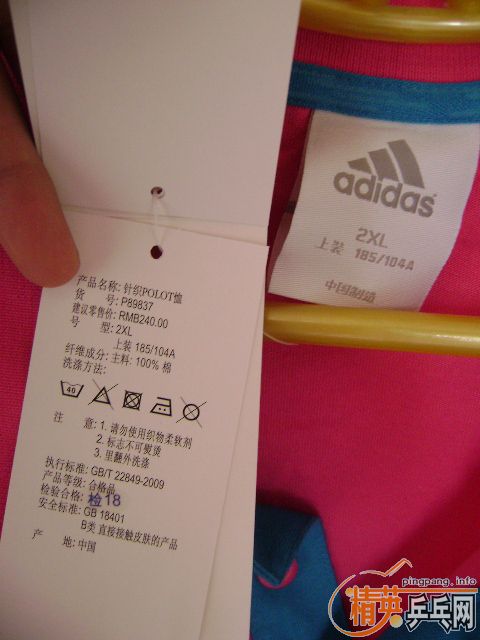 adidas
2XL
上装 185/104A
中国制造
产品名称: 针织POLOT恤
货 号: P89837
建议零售价: RMB240.00
号 型: 2XL
上装 185/104A
纤维成分: 主料: 100% 棉
洗涤方法:
40
注 意: 1. 请勿使用织物柔软剂
2. 标志不可熨烫
3. 里翻外洗涤
执行标准: GB/T 22849-2009
产品等级: 合格品
检验合格: 检18
安全标准: GB 18401
B类 直接接触皮肤的产品
产 地: 中国
pingpang.info
精英乒乓网